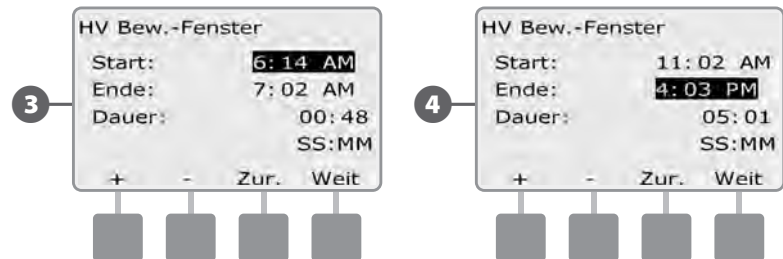 3
HV Bew.-Fenster
Start: 6:14 AM
Ende: 7:02 AM
Dauer: 00:48
SS:MM
+ - Zur. Weit
4
HV Bew.-Fenster
Start: 11:02 AM
Ende: 4:03 PM
Dauer: 05:01
SS:MM
+ - Zur. Weit